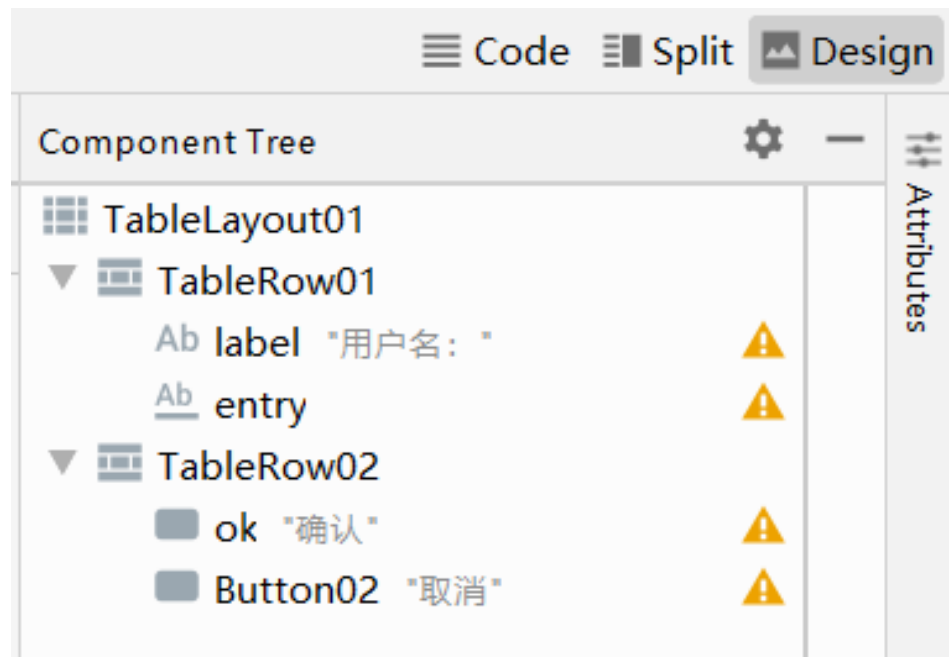 Code Split Design
Component Tree
Attributes
TableLayout01
TableRow01
Ab label "用户名："
Ab entry
TableRow02
ok "确认"
Button02 "取消"